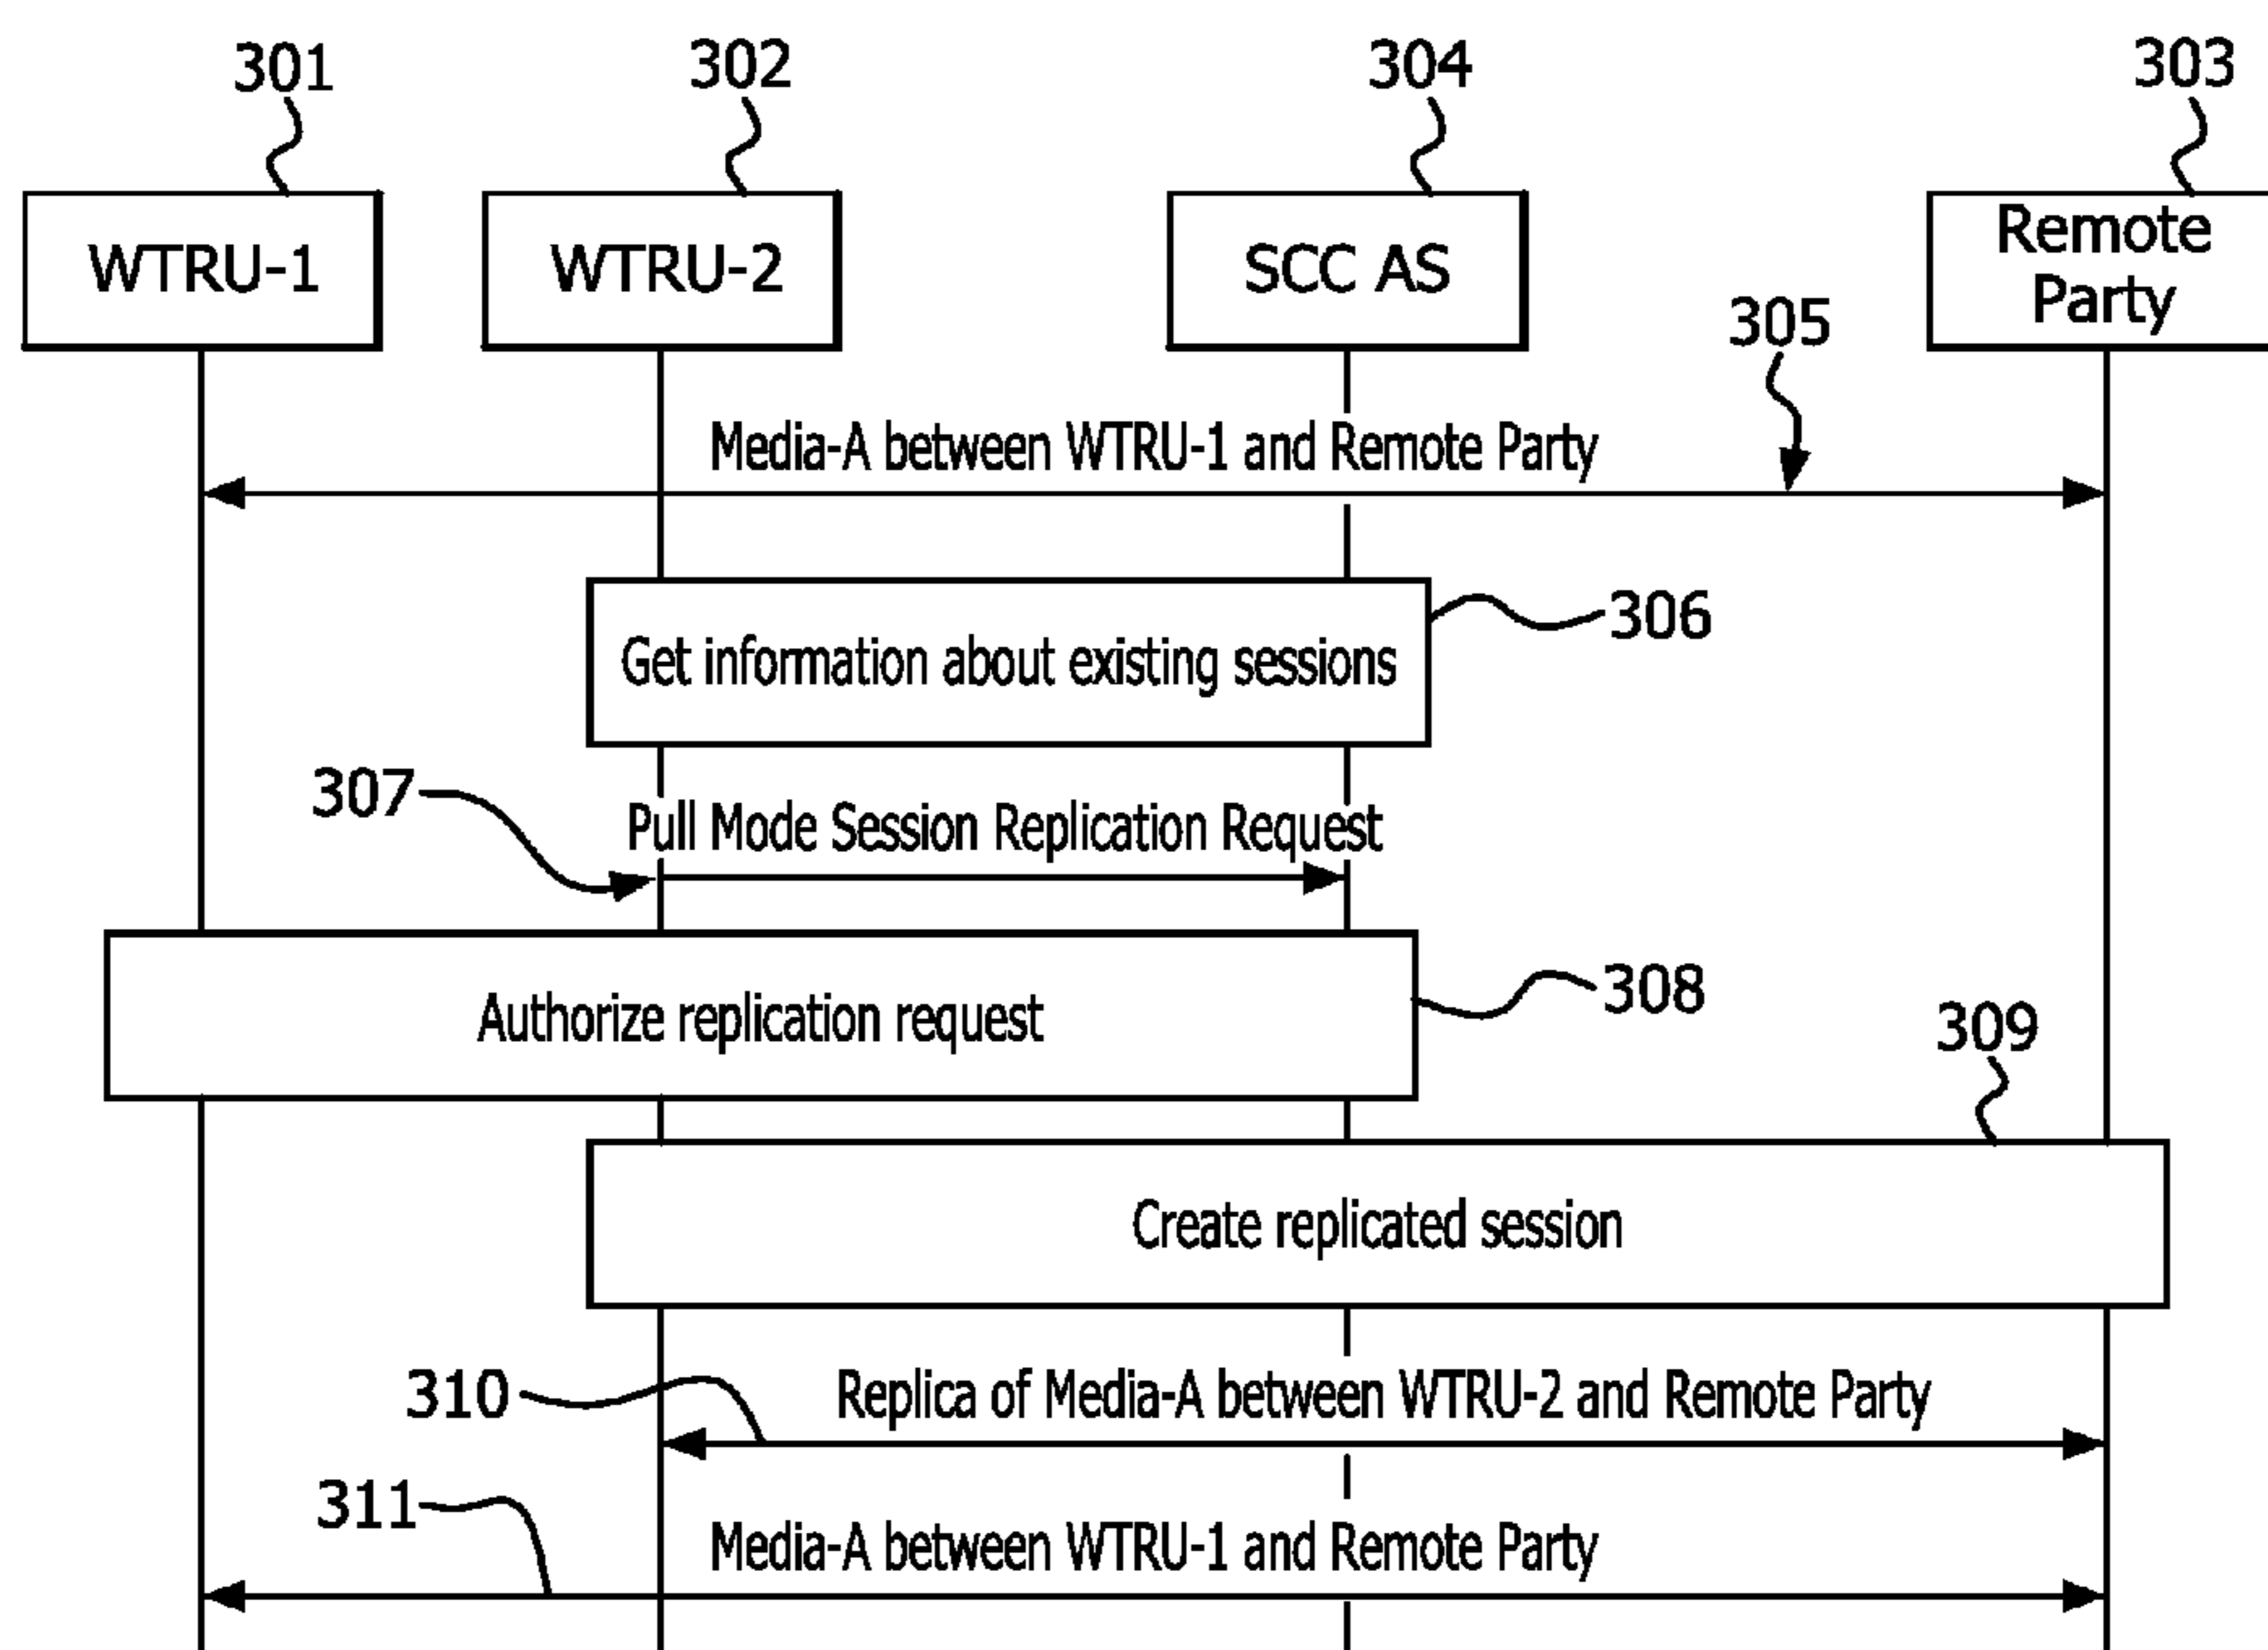 301
302
304
303
WTRU-1
WTRU-2
SCC AS
Remote
Party
305
Media-A between WTRU-1 and Remote Party
306
Get information about existing sessions
307
Pull Mode Session Replication Request
308
Authorize replication request
309
Create replicated session
310
Replica of Media-A between WTRU-2 and Remote Party
311
Media-A between WTRU-1 and Remote Party